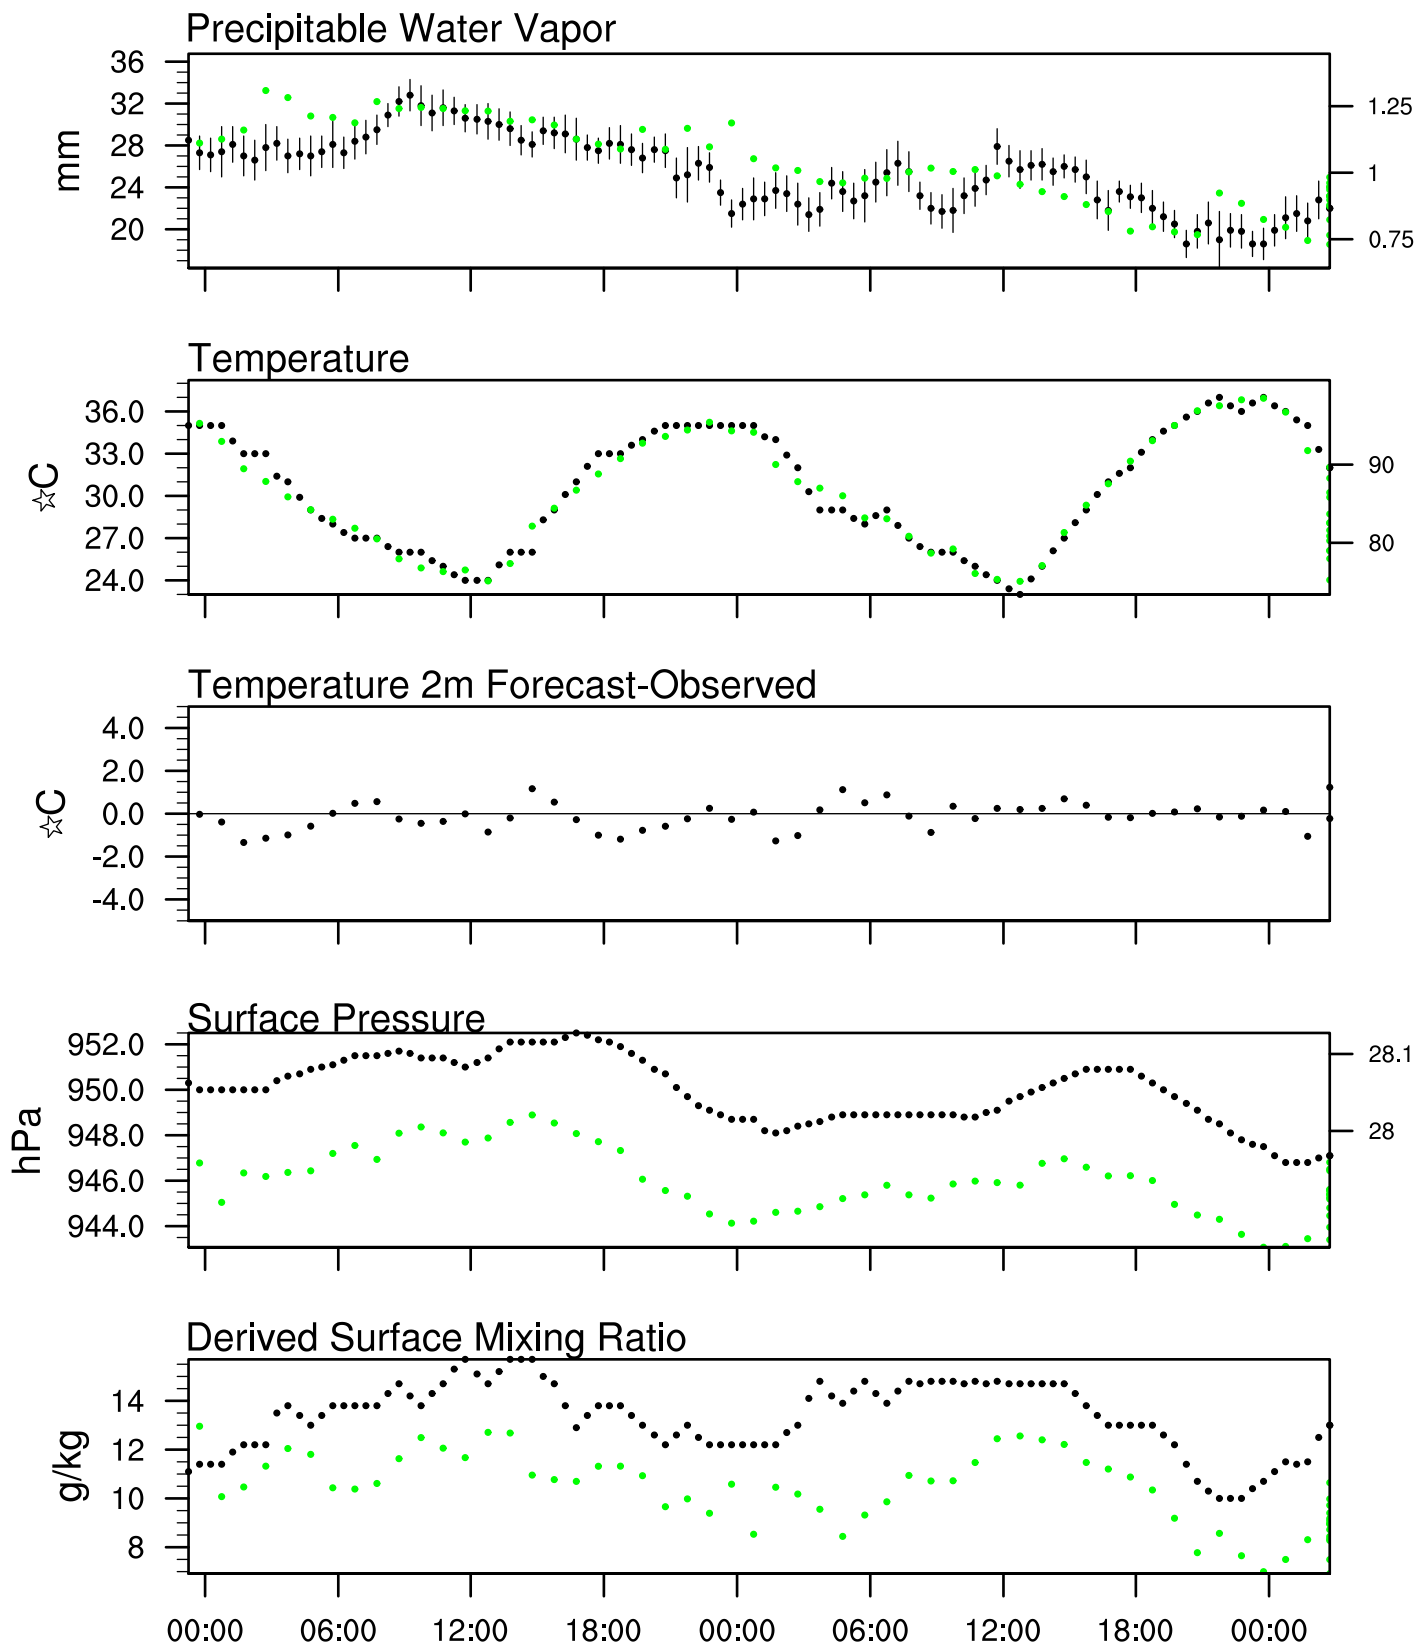 Precipitable Water Vapor
36
32
28
24
20
mm
1.25
1
0.75
Temperature
36.0
33.0
30.0
27.0
24.0
☆C
90
80
Temperature 2m Forecast-Observed
4.0
2.0
0.0
-2.0
-4.0
☆C
Surface Pressure
952.0
950.0
948.0
946.0
944.0
hPa
28.1
28
Derived Surface Mixing Ratio
14
12
10
8
g/kg
00:00 06:00 12:00 18:00 00:00 06:00 12:00 18:00 00:00